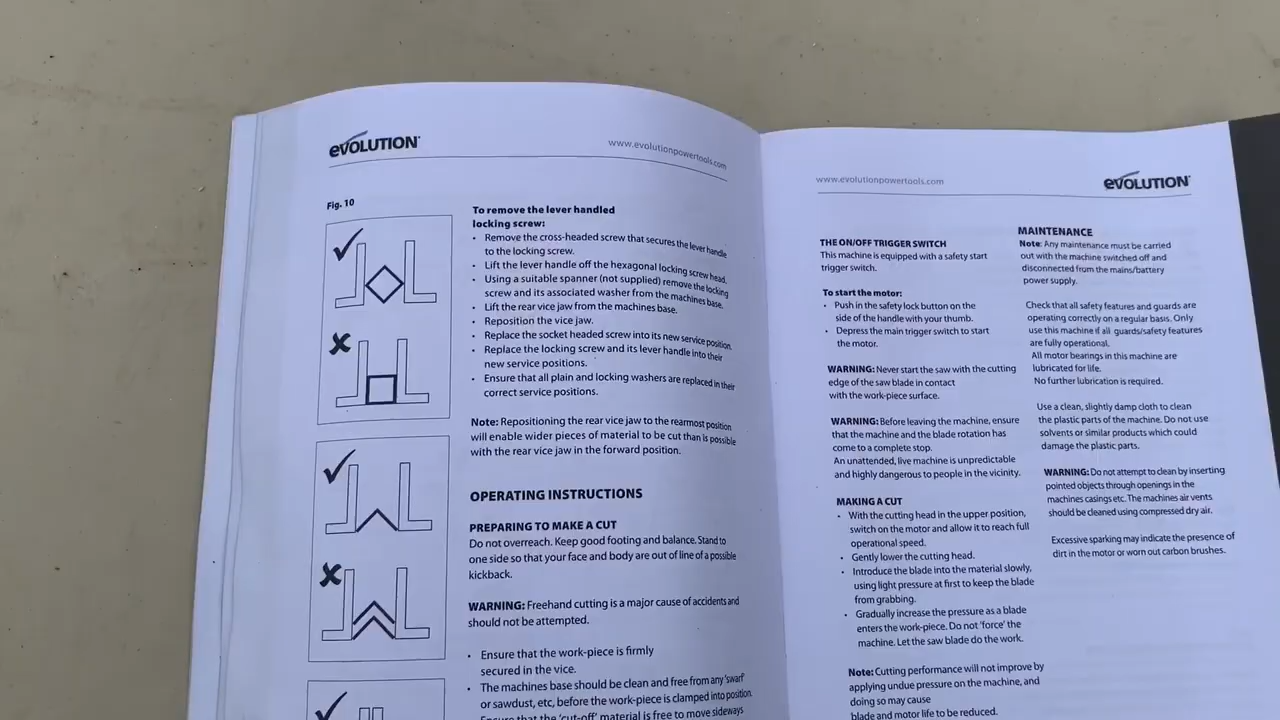 evOLUTION
www.evolutionpowertools.com
Fig. 10
To remove the lever handled
locking screw:
• Remove the cross-headed screw that secures the lever handle
to the locking screw.
• Lift the lever handle off the hexagonal locking screw head.
• Using a suitable spanner (not supplied) remove the locking
screw and its associated washer from the machines base.
• Lift the rear vice jaw from the machines base.
• Reposition the vice jaw.
• Replace the socket headed screw into its new service position.
• Replace the locking screw and its lever handle into their
new service positions.
• Ensure that all plain and locking washers are replaced in their
correct service positions.
Note: Repositioning the rear vice jaw to the rearmost position
will enable wider pieces of material to be cut than is possible
with the rear vice jaw in the forward position.
OPERATING INSTRUCTIONS
PREPARING TO MAKE A CUT
Do not overreach. Keep good footing and balance. Stand to
one side so that your face and body are out of line of a possible
kickback.
WARNING: Freehand cutting is a major cause of accidents and
should not be attempted.
• Ensure that the work-piece is firmly
secured in the vice.
• The machines base should be clean and free from any 'swarf'
or sawdust, etc, before the work-piece is clamped into position.
• Ensure that the 'cut-off' material is free to move sideways
www.evolutionpowertools.com
evOLUTION
THE ON/OFF TRIGGER SWITCH
This machine is equipped with a safety start
trigger switch.
To start the motor:
• Push in the safety lock button on the
side of the handle with your thumb.
• Depress the main trigger switch to start
the motor.
WARNING: Never start the saw with the cutting
edge of the saw blade in contact
with the work-piece surface.
WARNING: Before leaving the machine, ensure
that the machine and the blade rotation has
come to a complete stop.
An unattended, live machine is unpredictable
and highly dangerous to people in the vicinity.
MAKING A CUT
• With the cutting head in the upper position,
switch on the motor and allow it to reach full
operational speed.
• Gently lower the cutting head.
• Introduce the blade into the material slowly,
using light pressure at first to keep the blade
from grabbing.
• Gradually increase the pressure as a blade
enters the work-piece. Do not 'force' the
machine. Let the saw blade do the work.
Note: Cutting performance will not improve by
applying undue pressure on the machine, and
doing so may cause
blade and motor life to be reduced.
MAINTENANCE
Note: Any maintenance must be carried
out with the machine switched off and
disconnected from the mains/battery
power supply.
Check that all safety features and guards are
operating correctly on a regular basis. Only
use this machine if all guards/safety features
are fully operational.
All motor bearings in this machine are
lubricated for life.
No further lubrication is required.
Use a clean, slightly damp cloth to clean
the plastic parts of the machine. Do not use
solvents or similar products which could
damage the plastic parts.
WARNING: Do not attempt to clean by inserting
pointed objects through openings in the
machines casings etc. The machines air vents
should be cleaned using compressed dry air.
Excessive sparking may indicate the presence of
dirt in the motor or worn out carbon brushes.